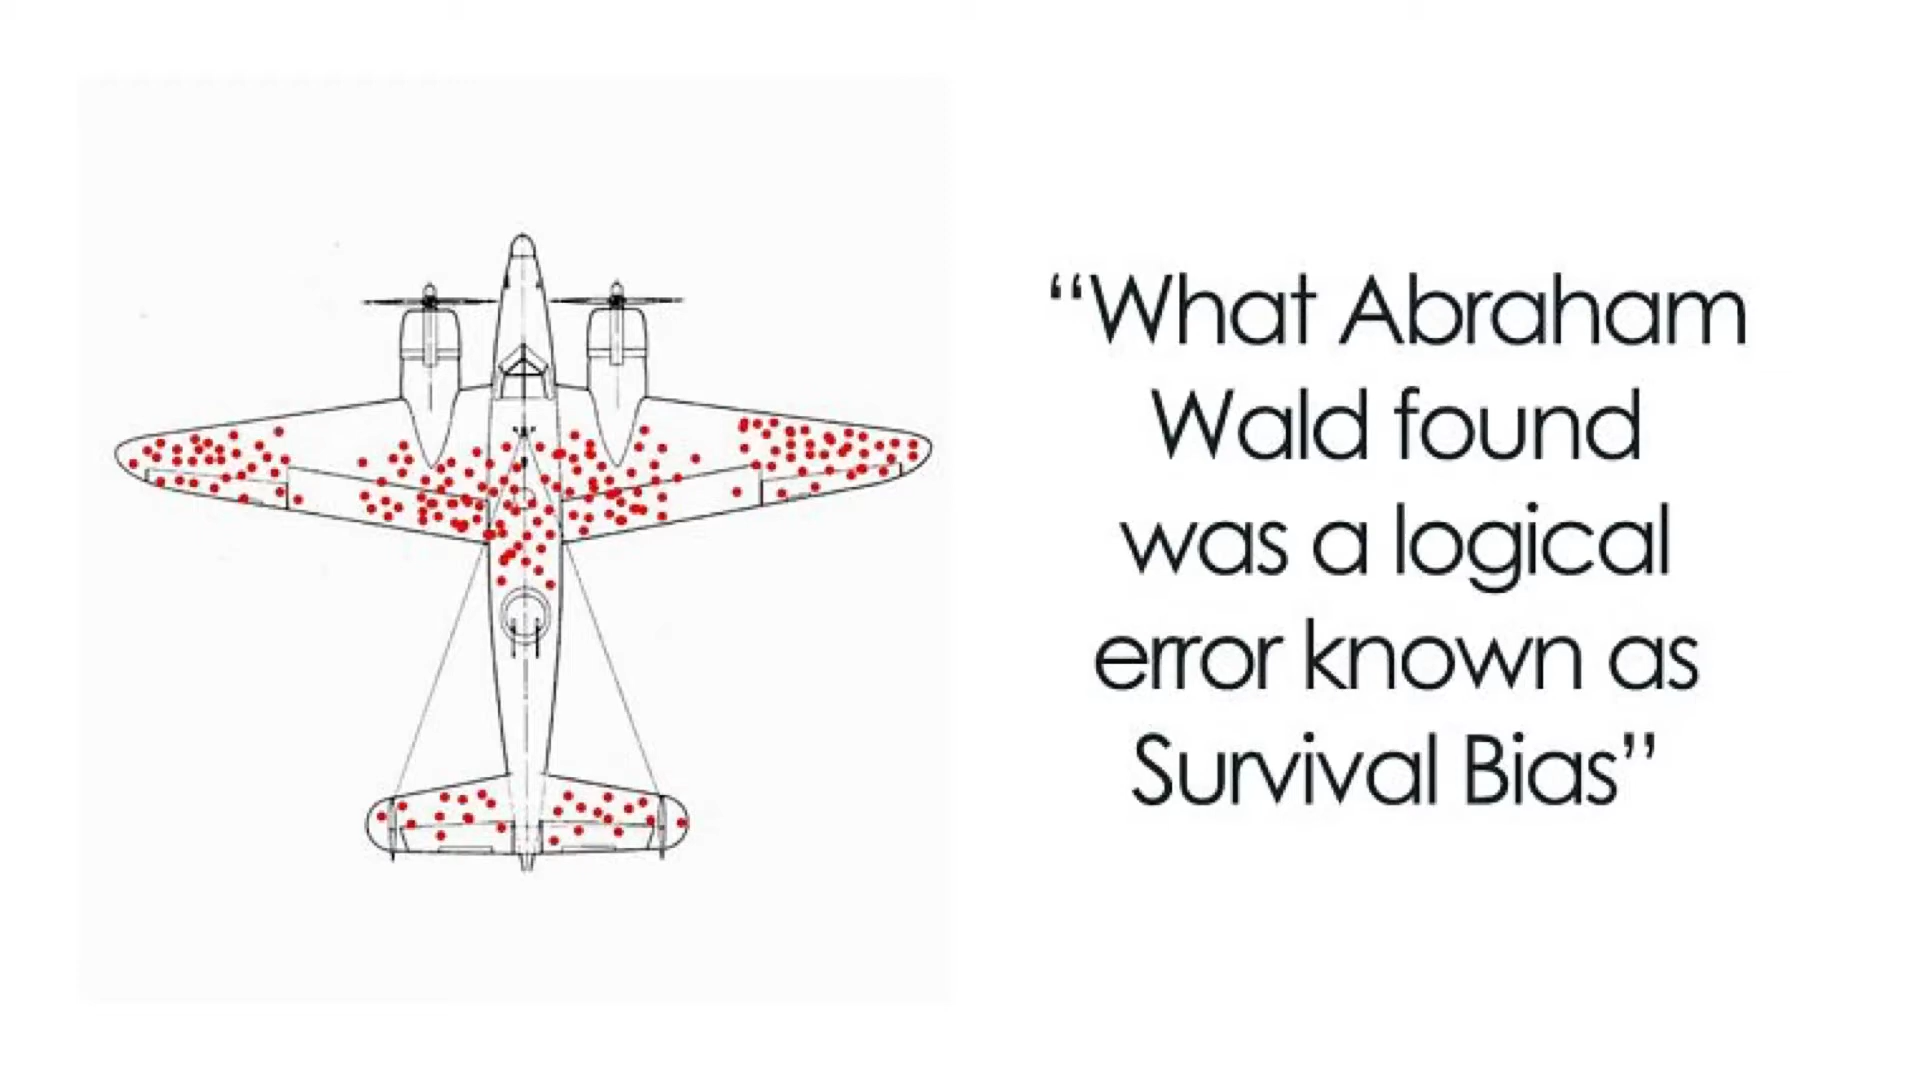 “What Abraham
Wald found
was a logical
error known as
Survival Bias”